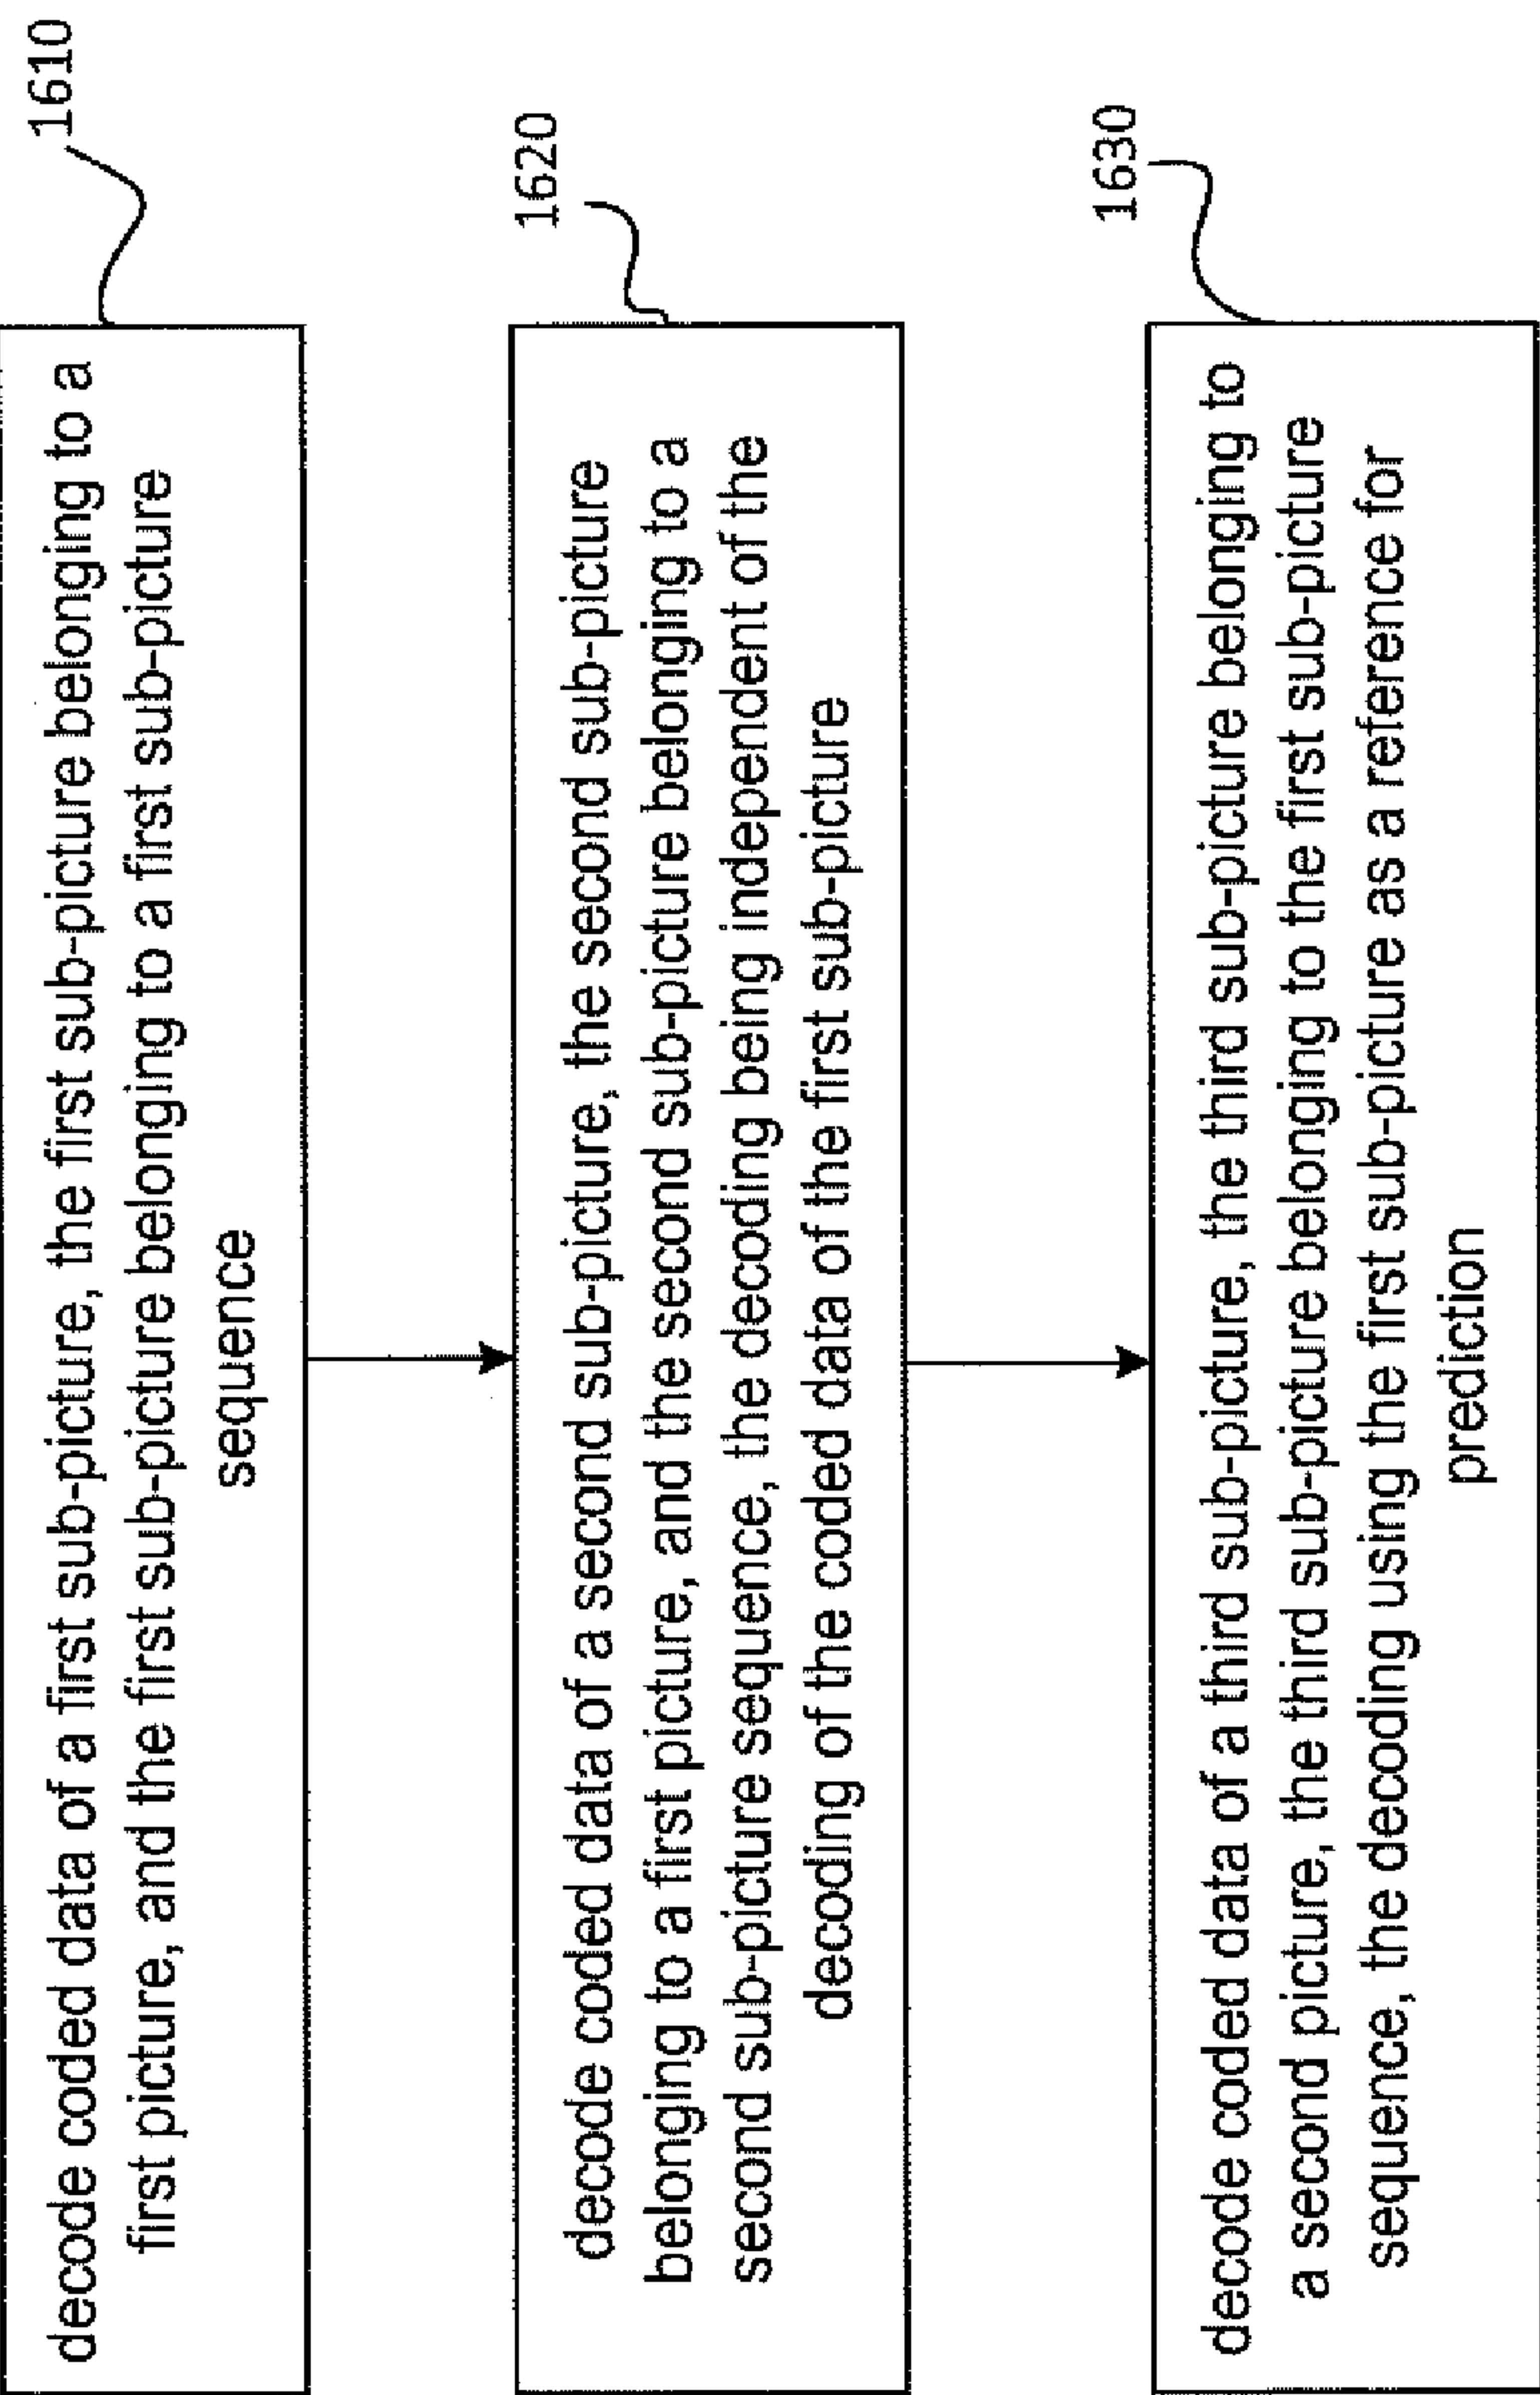 1610
decode coded data of a first sub-picture, the first sub-picture belonging to a
first picture, and the first sub-picture belonging to a first sub-picture
sequence
1620
decode coded data of a second sub-picture, the second sub-picture
belonging to a first picture, and the second sub-picture belonging to a
second sub-picture sequence, the decoding being independent of the
decoding of the coded data of the first sub-picture
1630
decode coded data of a third sub-picture, the third sub-picture belonging to
a second picture, the third sub-picture belonging to the first sub-picture
sequence, the decoding using the first sub-picture as a reference for
prediction